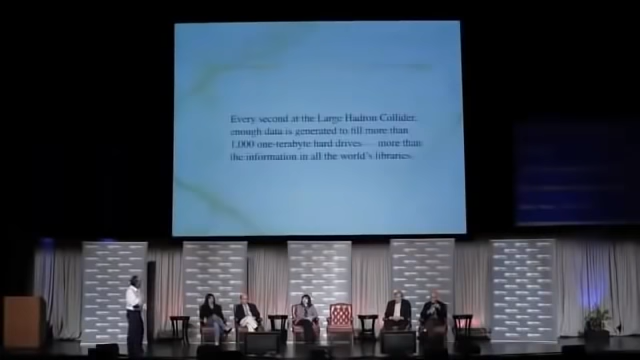 Every second at the Large Hadron Collider,
enough data is generated to fill more than
1,000 one-terabyte hard drives — more than
the information in all the world's libraries.